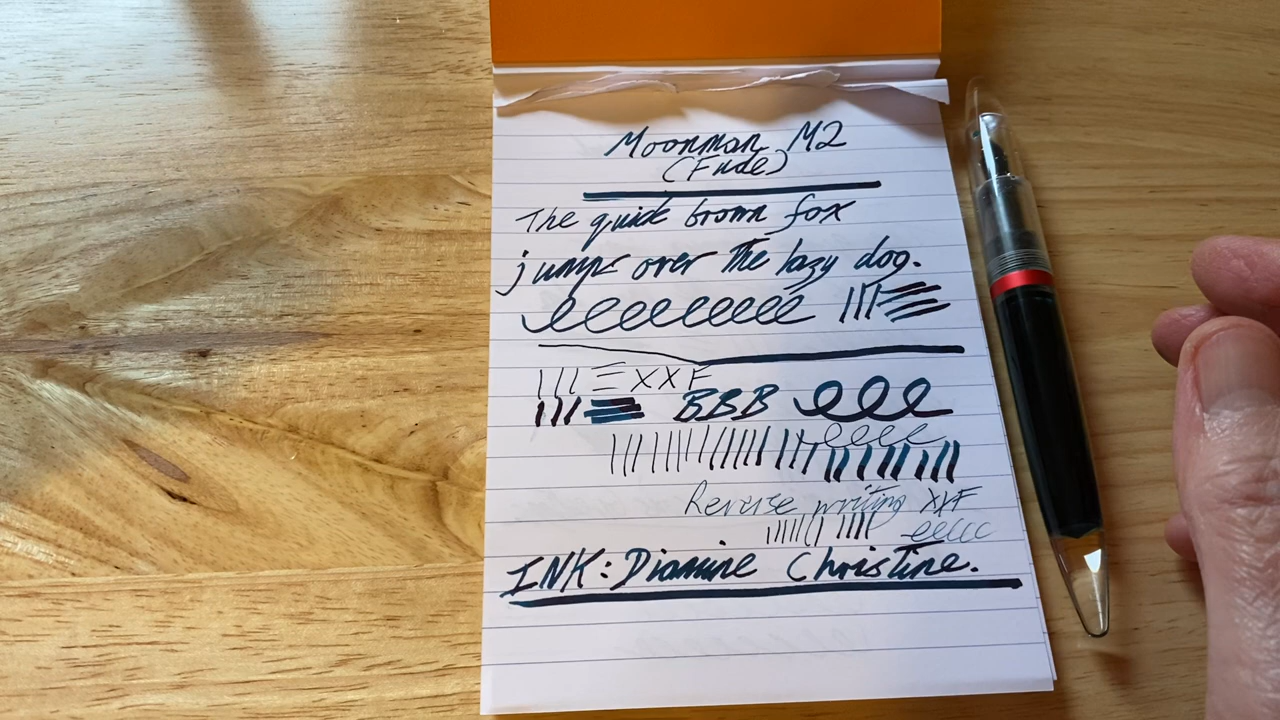 Moonman M2
(Fude)
The quick brown fox
jumps over the lazy dog.
XXF
BBB
Reverse writing XXF
INK: Diamine Christine.